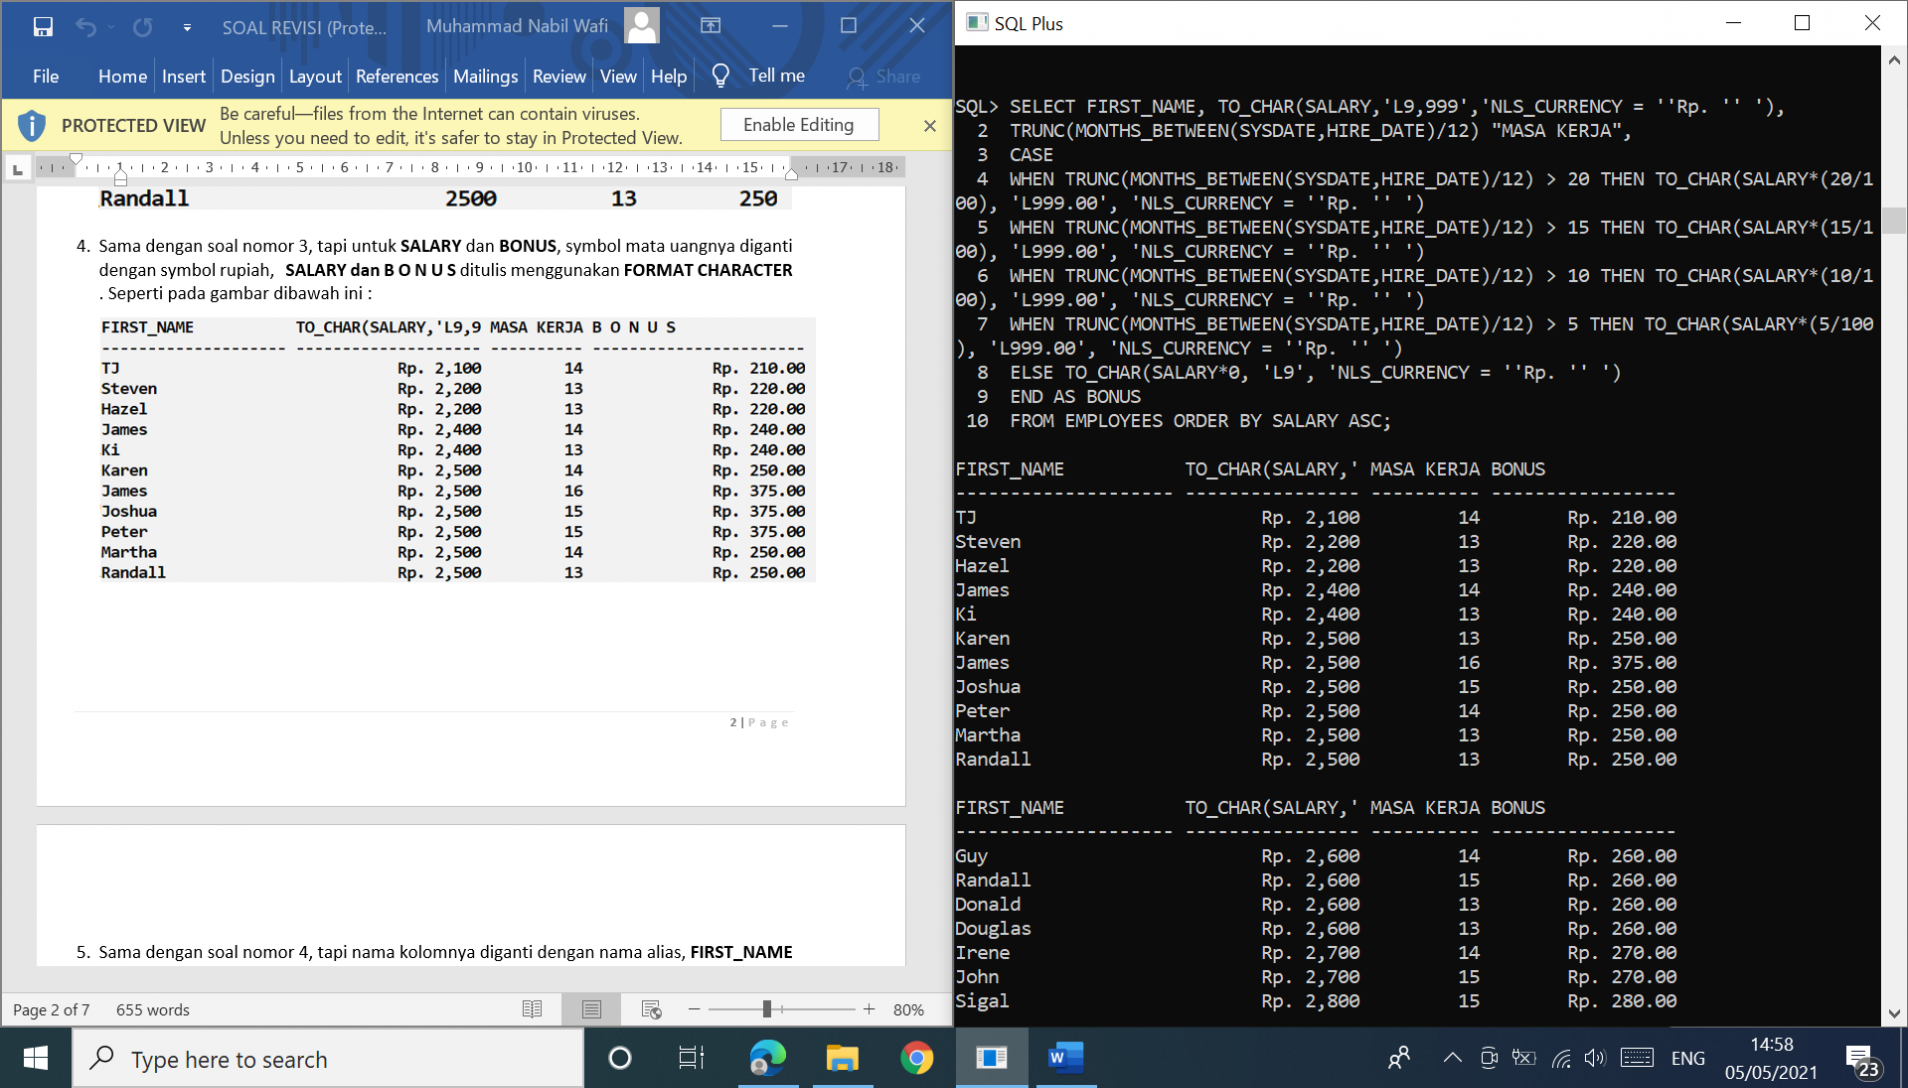 SOAL REVISI (Prote...
Muhammad Nabil Wafi
File Home Insert Design Layout References Mailings Review View Help Tell me Share
PROTECTED VIEW
Be careful—files from the Internet can contain viruses.
Unless you need to edit, it's safer to stay in Protected View.
Enable Editing
1 2 3 4 5 6 7 8 9 10 11 12 13 14 15 17 18
Randall 2500 13 250
4. Sama dengan soal nomor 3, tapi untuk SALARY dan BONUS, symbol mata uangnya diganti
dengan symbol rupiah, SALARY dan B O N U S ditulis menggunakan FORMAT CHARACTER
. Seperti pada gambar dibawah ini :
FIRST_NAME TO_CHAR(SALARY,'L9,9 MASA KERJA B O N U S
-------------------- -------------------- ---------- -----------------------
TJ Rp. 2,100 14 Rp. 210.00
Steven Rp. 2,200 13 Rp. 220.00
Hazel Rp. 2,200 13 Rp. 220.00
James Rp. 2,400 14 Rp. 240.00
Ki Rp. 2,400 13 Rp. 240.00
Karen Rp. 2,500 14 Rp. 250.00
James Rp. 2,500 16 Rp. 375.00
Joshua Rp. 2,500 15 Rp. 375.00
Peter Rp. 2,500 15 Rp. 375.00
Martha Rp. 2,500 14 Rp. 250.00
Randall Rp. 2,500 13 Rp. 250.00
2 | P a g e
5. Sama dengan soal nomor 4, tapi nama kolomnya diganti dengan nama alias, FIRST_NAME
Page 2 of 7 655 words 80%
SQL Plus
SQL> SELECT FIRST_NAME, TO_CHAR(SALARY,'L9,999','NLS_CURRENCY = ''Rp. '' '),
2 TRUNC(MONTHS_BETWEEN(SYSDATE,HIRE_DATE)/12) "MASA KERJA",
3 CASE
4 WHEN TRUNC(MONTHS_BETWEEN(SYSDATE,HIRE_DATE)/12) > 20 THEN TO_CHAR(SALARY*(20/1
00), 'L999.00', 'NLS_CURRENCY = ''Rp. '' ')
5 WHEN TRUNC(MONTHS_BETWEEN(SYSDATE,HIRE_DATE)/12) > 15 THEN TO_CHAR(SALARY*(15/1
00), 'L999.00', 'NLS_CURRENCY = ''Rp. '' ')
6 WHEN TRUNC(MONTHS_BETWEEN(SYSDATE,HIRE_DATE)/12) > 10 THEN TO_CHAR(SALARY*(10/1
00), 'L999.00', 'NLS_CURRENCY = ''Rp. '' ')
7 WHEN TRUNC(MONTHS_BETWEEN(SYSDATE,HIRE_DATE)/12) > 5 THEN TO_CHAR(SALARY*(5/100
), 'L999.00', 'NLS_CURRENCY = ''Rp. '' ')
8 ELSE TO_CHAR(SALARY*0, 'L9', 'NLS_CURRENCY = ''Rp. '' ')
9 END AS BONUS
10 FROM EMPLOYEES ORDER BY SALARY ASC;
FIRST_NAME TO_CHAR(SALARY,' MASA KERJA BONUS
-------------------- ---------------- ---------- -----------------
TJ Rp. 2,100 14 Rp. 210.00
Steven Rp. 2,200 13 Rp. 220.00
Hazel Rp. 2,200 13 Rp. 220.00
James Rp. 2,400 14 Rp. 240.00
Ki Rp. 2,400 13 Rp. 240.00
Karen Rp. 2,500 13 Rp. 250.00
James Rp. 2,500 16 Rp. 375.00
Joshua Rp. 2,500 15 Rp. 250.00
Peter Rp. 2,500 14 Rp. 250.00
Martha Rp. 2,500 13 Rp. 250.00
Randall Rp. 2,500 13 Rp. 250.00
FIRST_NAME TO_CHAR(SALARY,' MASA KERJA BONUS
-------------------- ---------------- ---------- -----------------
Guy Rp. 2,600 14 Rp. 260.00
Randall Rp. 2,600 15 Rp. 260.00
Donald Rp. 2,600 13 Rp. 260.00
Douglas Rp. 2,600 13 Rp. 260.00
Irene Rp. 2,700 14 Rp. 270.00
John Rp. 2,700 15 Rp. 270.00
Sigal Rp. 2,800 15 Rp. 280.00
Type here to search
ENG
14:58
05/05/2021
23